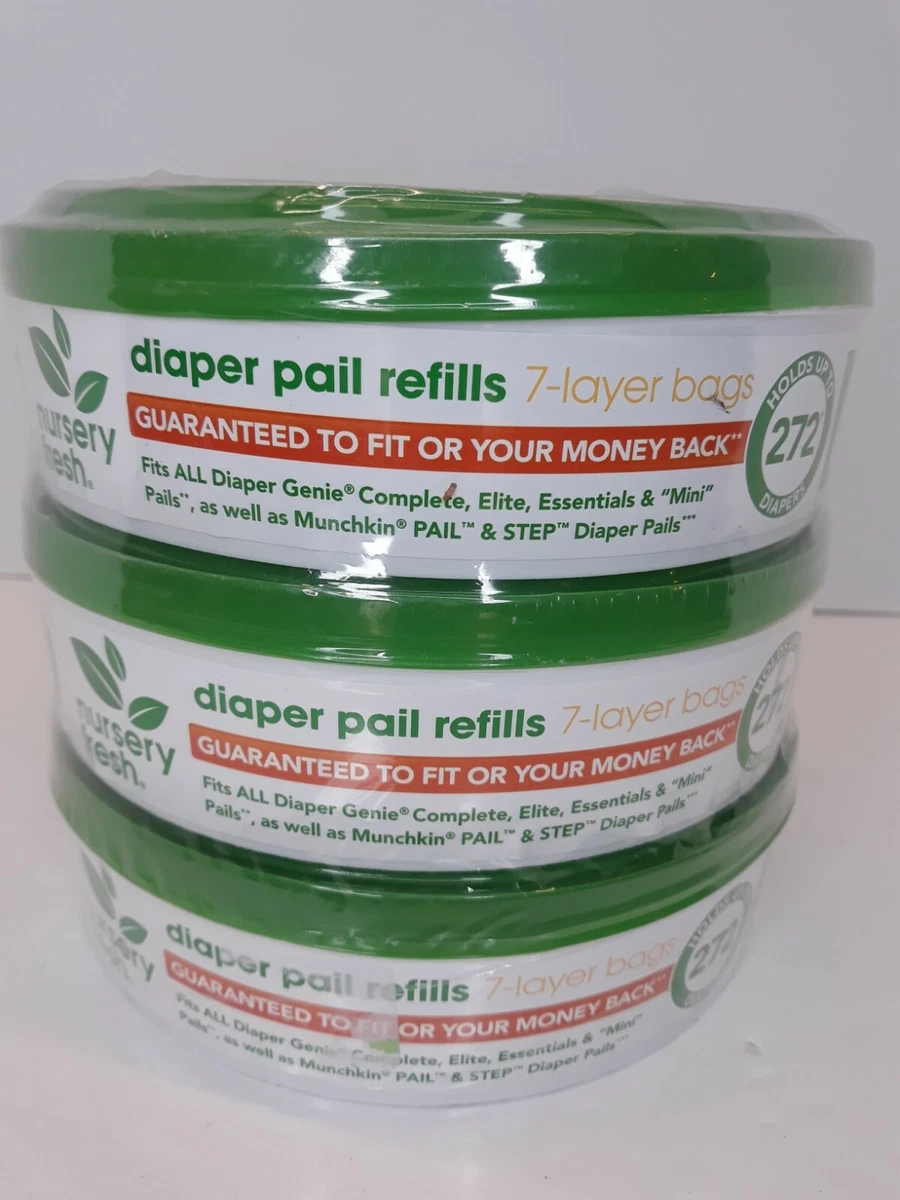 nursery
fresh®
diaper pail refills 7-layer bags
GUARANTEED TO FIT OR YOUR MONEY BACK**
Fits ALL Diaper Genie® Complete, Elite, Essentials & “Mini”
Pails**, as well as Munchkin® PAIL™ & STEP™ Diaper Pails***
HOLDS UP TO
272
DIAPERS
nursery
fresh®
diaper pail refills 7-layer bags
GUARANTEED TO FIT OR YOUR MONEY BACK**
Fits ALL Diaper Genie® Complete, Elite, Essentials & “Mini”
Pails**, as well as Munchkin® PAIL™ & STEP™ Diaper Pails***
HOLDS
272
nursery
fresh
diaper pail refills 7-layer bags
GUARANTEED TO FIT OR YOUR MONEY BACK**
Fits ALL Diaper Genie® Complete, Elite, Essentials & “Mini”
Pails**, as well as Munchkin® PAIL™ & STEP™ Diaper Pails***
HOLDS UP
272